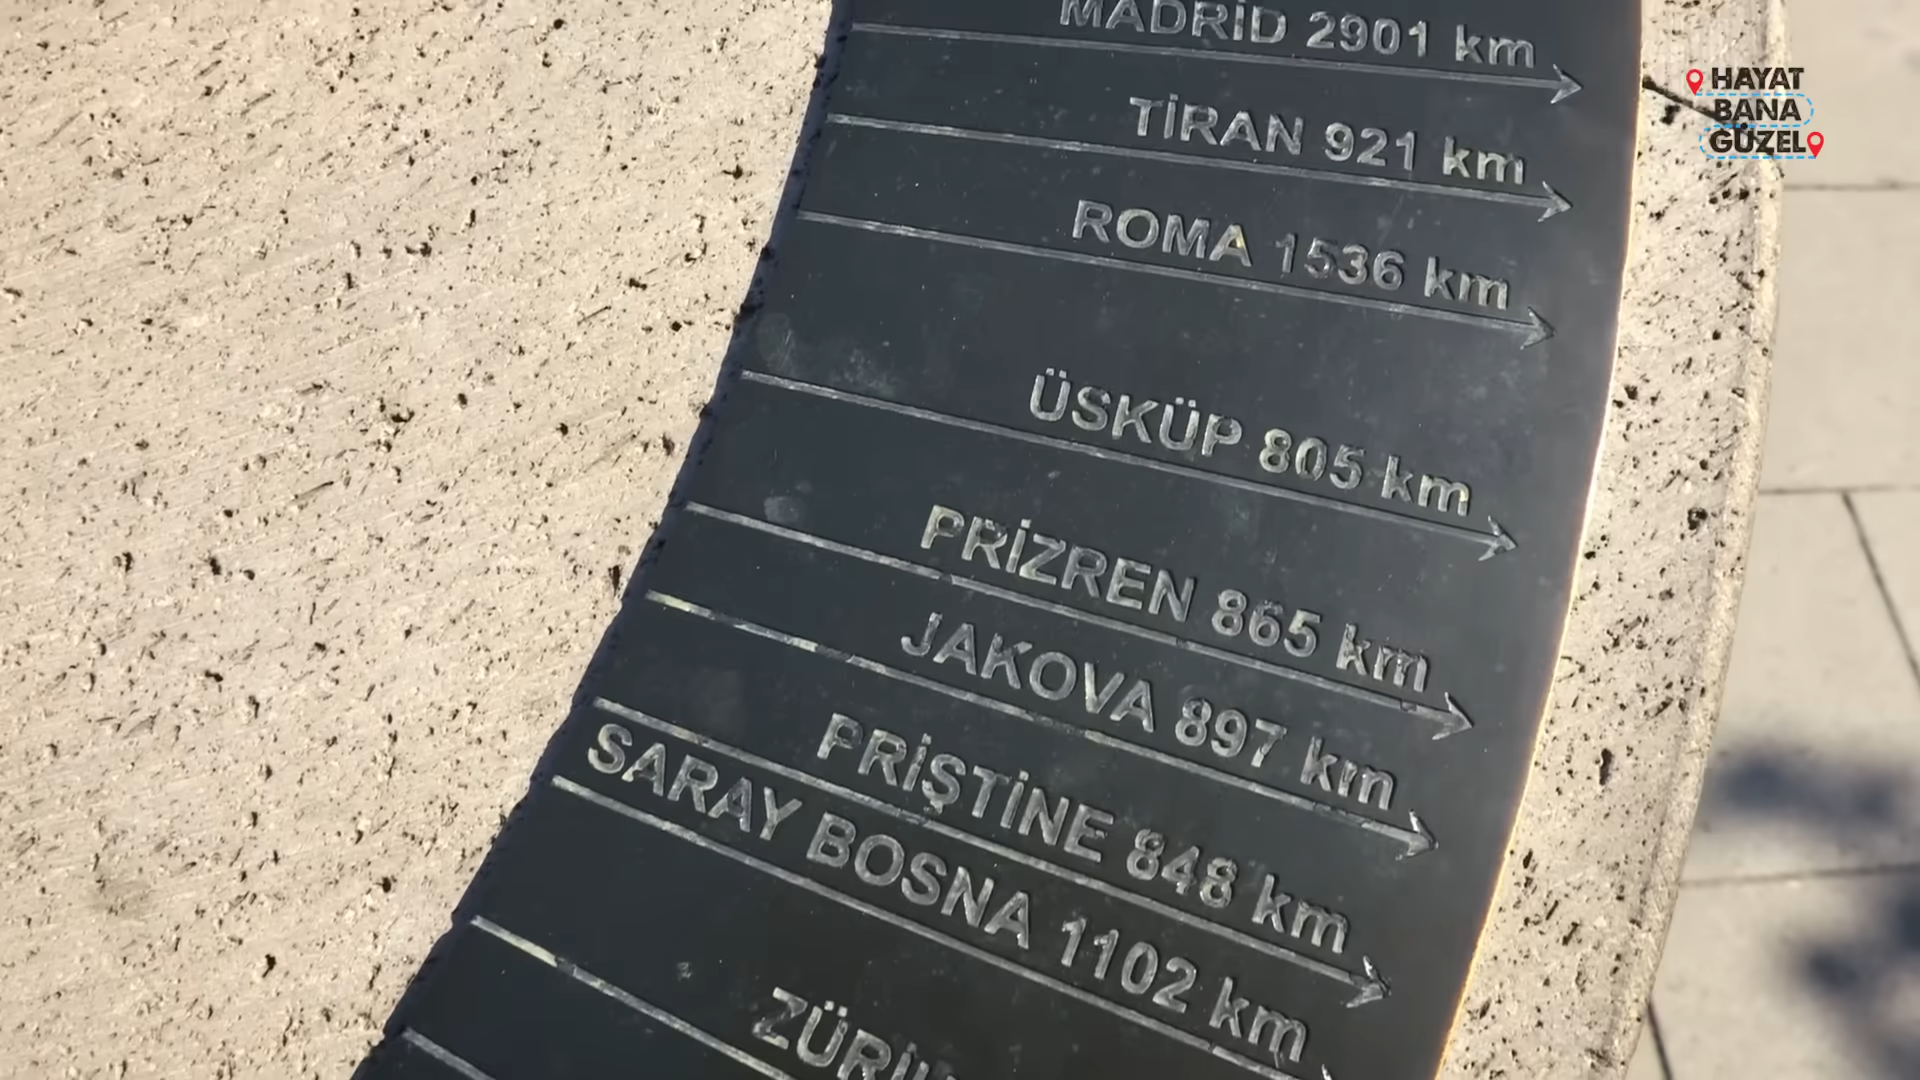 MADRİD 2901 km
TİRAN 921 km
ROMA 1536 km
ÜSKÜP 805 km
PRİZREN 865 km
JAKOVA 897 km
PRİŞTİNE 848 km
SARAY BOSNA 1102 km
HAYAT
BANA
GÜZEL